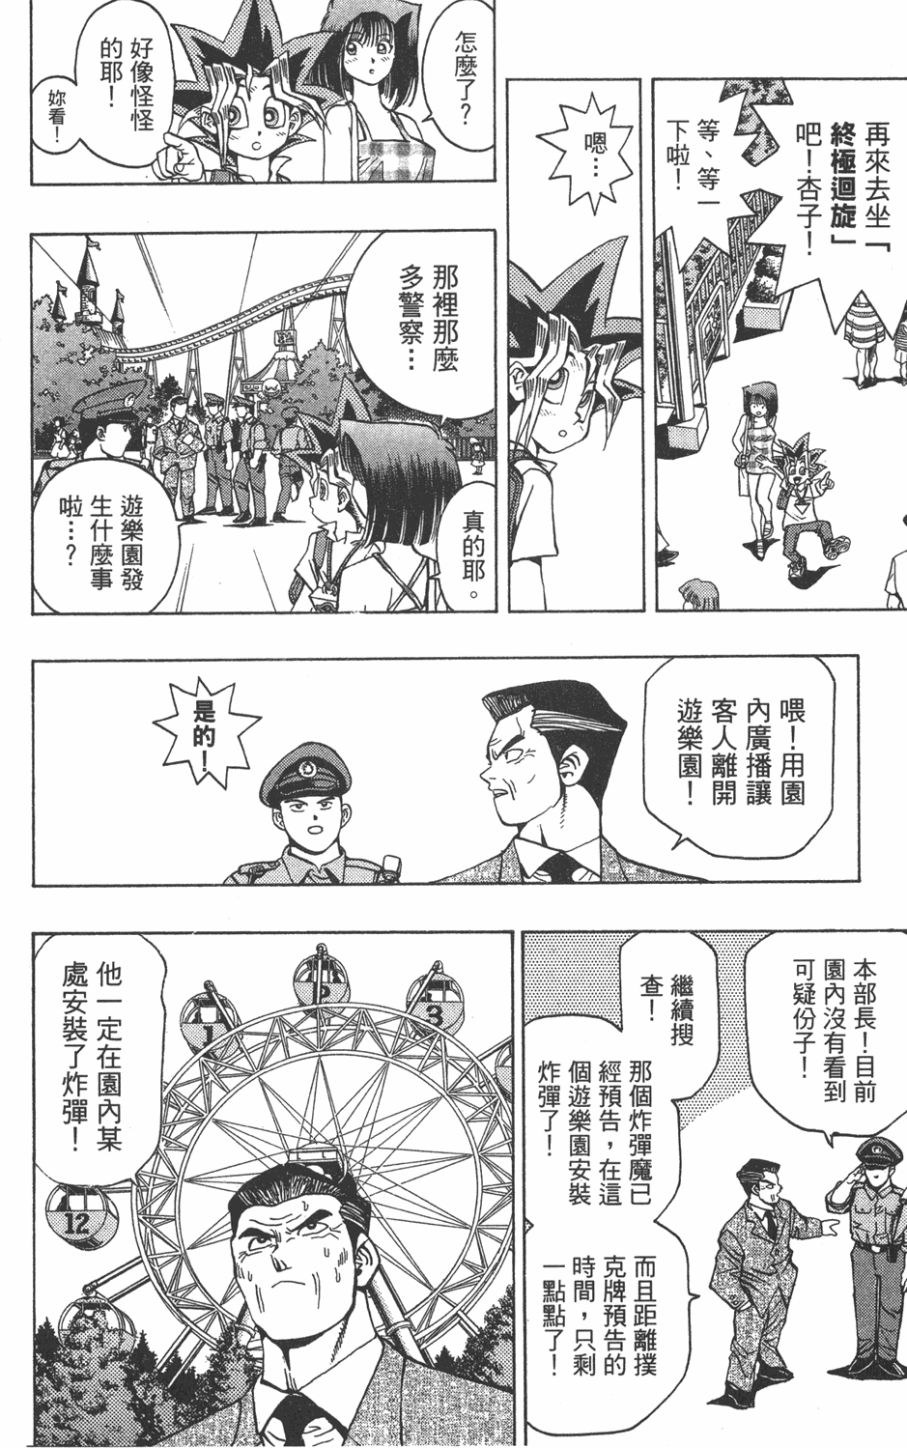 再來去坐「
終極迴旋」
吧！杏子！
等、等一
下啦！
嗯…
怎麼了？
好像怪怪
的耶！
妳看！
那裡那麼
多警察…
真的耶。
遊樂園發
生什麼事
啦…？
喂！用園
內廣播讓
客人離開
遊樂園！
是的！
本部長！目前
園內沒有看到
可疑份子！
繼續搜
查！
那個炸彈魔已
經預告，在這
個遊樂園安裝
炸彈了！
而且距離撲
克牌預告的
時間，只剩
一點點了！
他一定在園內某
處安裝了炸彈！
1
2
3
12